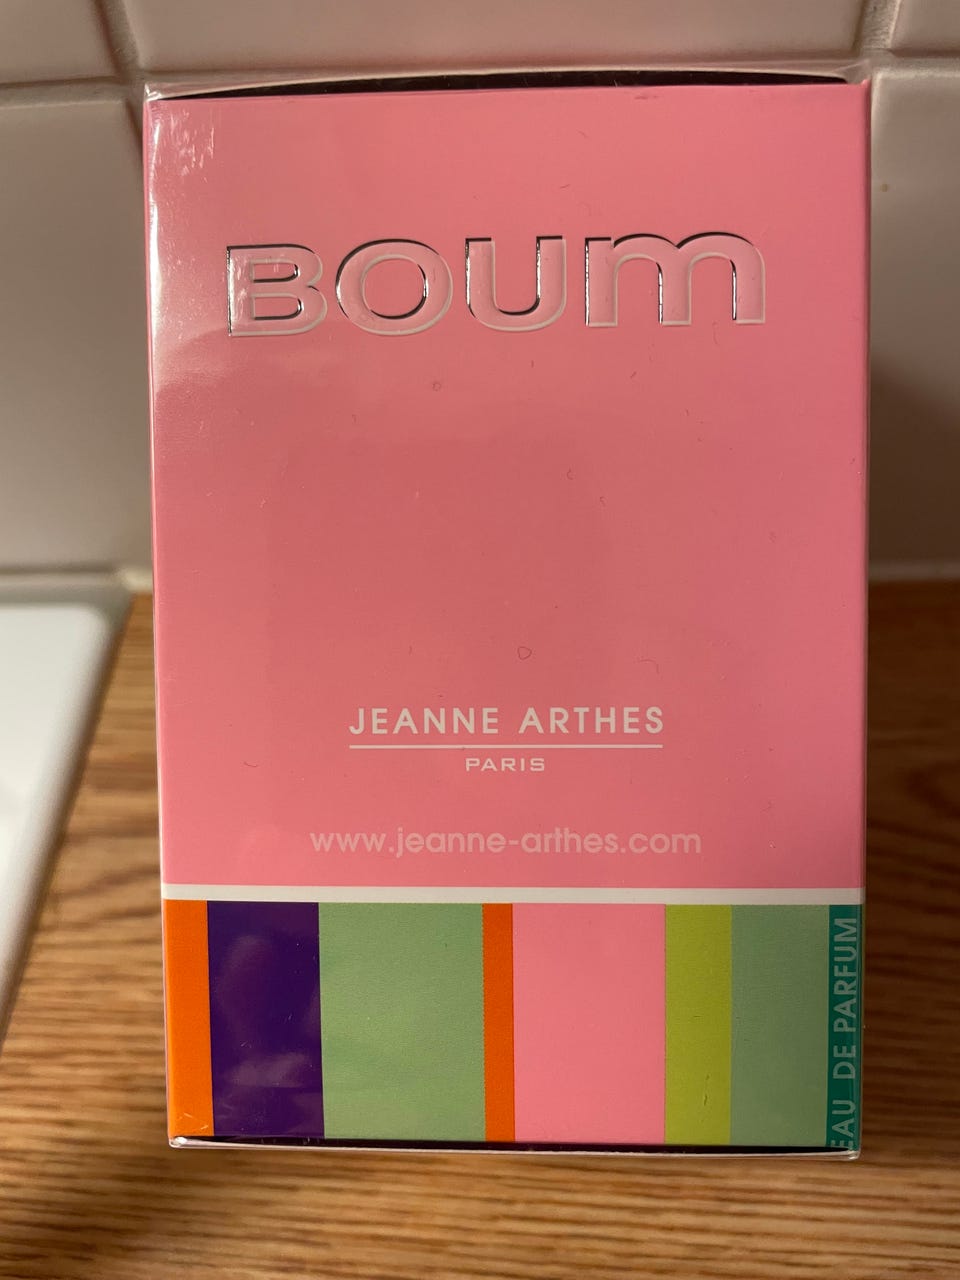 BOUM
JEANNE ARTHES
PARIS
www.jeanne-arthes.com
EAU DE PARFUM